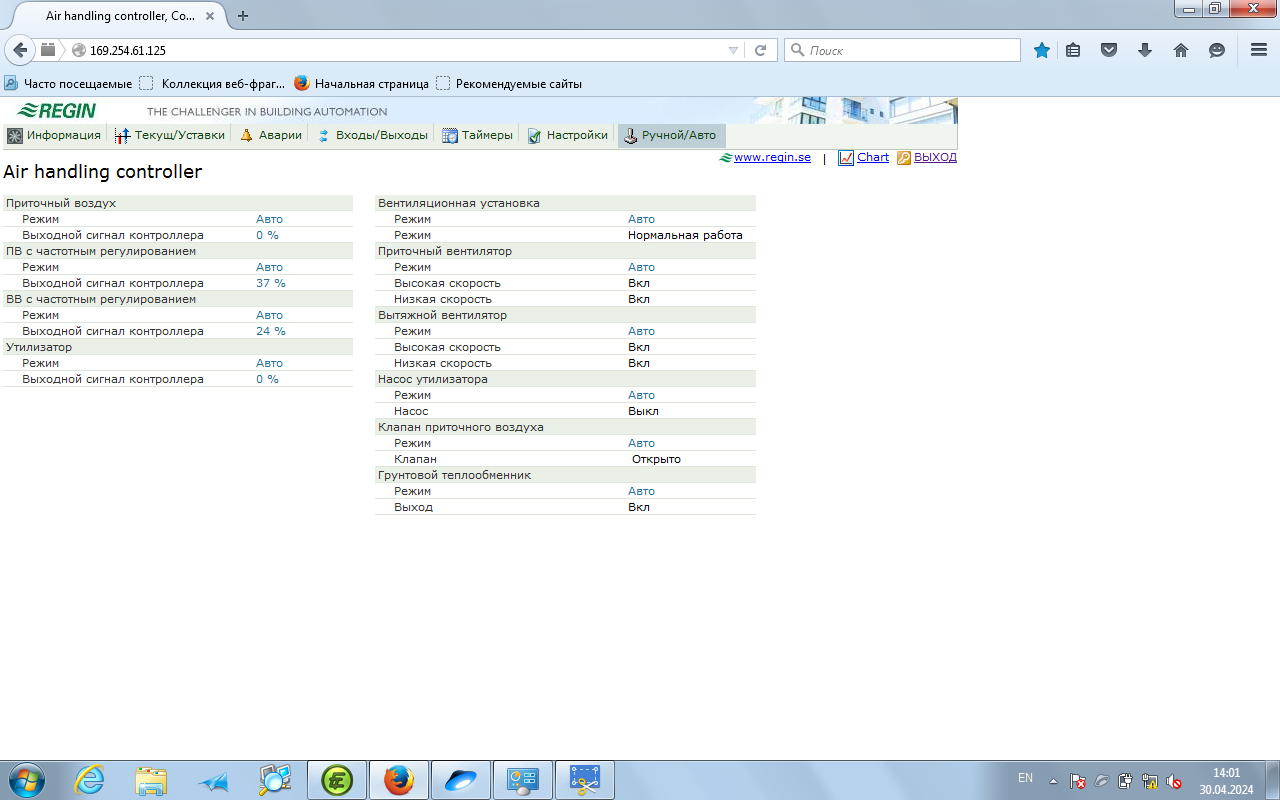 Air handling controller, Co...
169.254.61.125
Поиск
Часто посещаемые Коллекция веб-фраг... Начальная страница Рекомендуемые сайты
REGIN THE CHALLENGER IN BUILDING AUTOMATION
Информация Текущ/Уставки Аварии Входы/Выходы Таймеры Настройки Ручной/Авто
www.regin.se | Chart ВЫХОД
Air handling controller
Приточный воздух
Режим Авто
Выходной сигнал контроллера 0 %
ПВ с частотным регулированием
Режим Авто
Выходной сигнал контроллера 37 %
ВВ с частотным регулированием
Режим Авто
Выходной сигнал контроллера 24 %
Утилизатор
Режим Авто
Выходной сигнал контроллера 0 %
Вентиляционная установка
Режим Авто
Режим Нормальная работа
Приточный вентилятор
Режим Авто
Высокая скорость Вкл
Низкая скорость Вкл
Вытяжной вентилятор
Режим Авто
Высокая скорость Вкл
Низкая скорость Вкл
Насос утилизатора
Режим Авто
Насос Выкл
Клапан приточного воздуха
Режим Авто
Клапан Открыто
Грунтовой теплообменник
Режим Авто
Выход Вкл
EN
14:01
30.04.2024